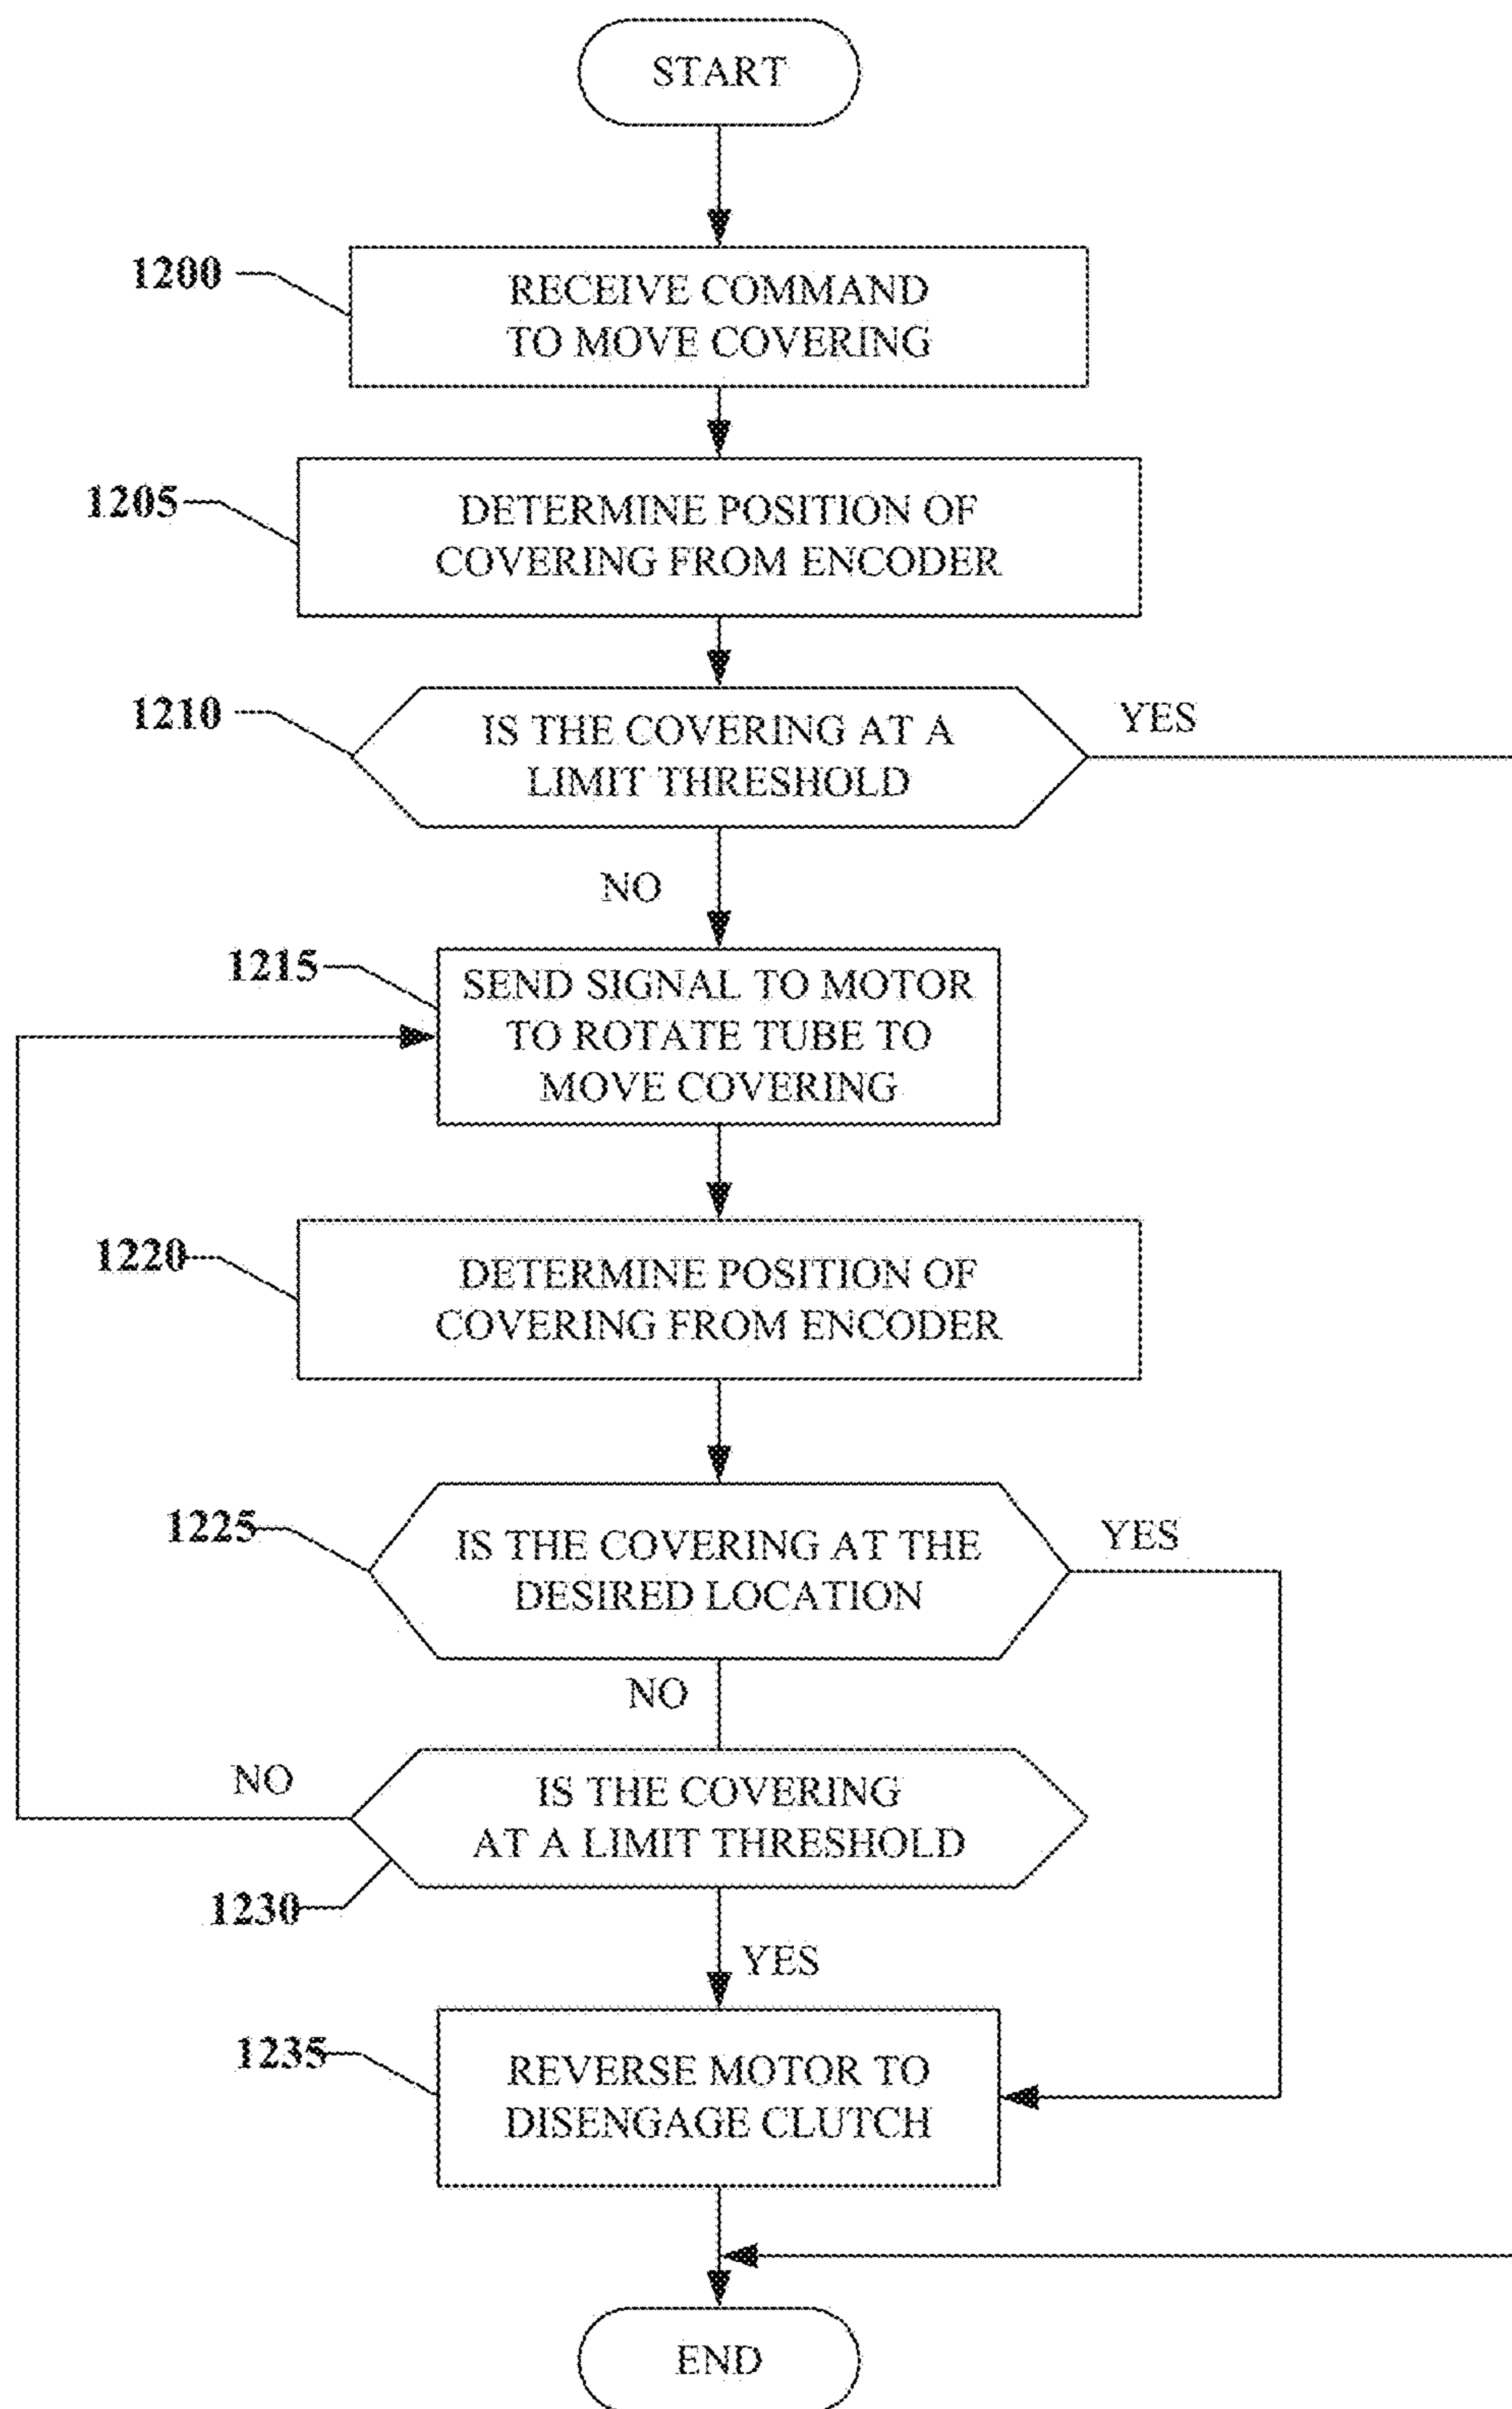 START
1200
RECEIVE COMMAND
TO MOVE COVERING
1205
DETERMINE POSITION OF
COVERING FROM ENCODER
1210
IS THE COVERING AT A
LIMIT THRESHOLD
YES
NO
1215
SEND SIGNAL TO MOTOR
TO ROTATE TUBE TO
MOVE COVERING
1220
DETERMINE POSITION OF
COVERING FROM ENCODER
1225
IS THE COVERING AT THE
DESIRED LOCATION
YES
NO
NO
IS THE COVERING
AT A LIMIT THRESHOLD
1230
YES
1235
REVERSE MOTOR TO
DISENGAGE CLUTCH
END